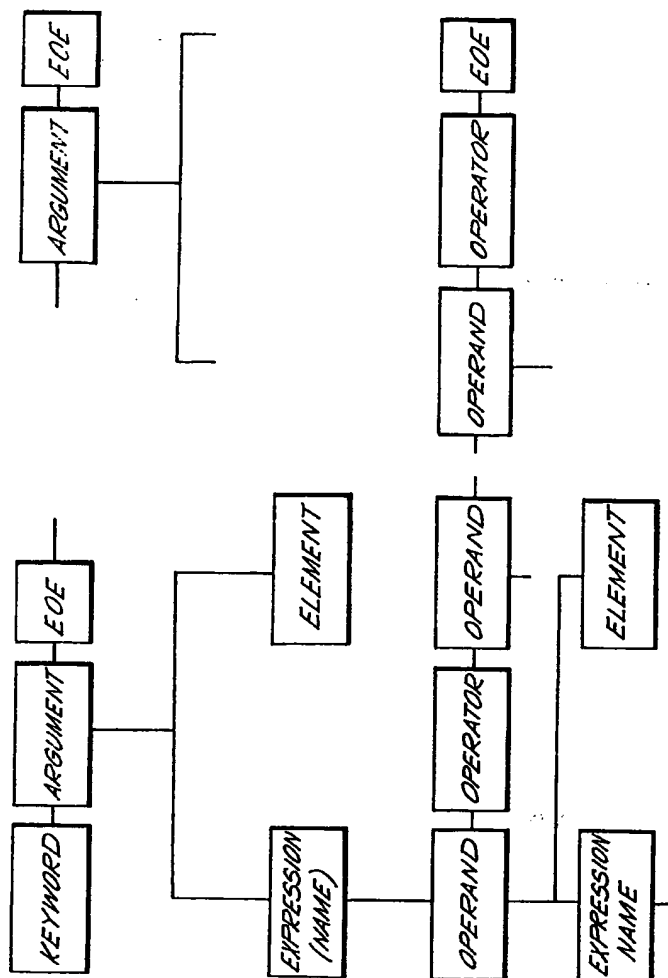 KEYWORD
ARGUMENT
EOE
ARGUMENT
EOE
EXPRESSION
(NAME)
ELEMENT
OPERAND
OPERATOR
OPERAND
OPERAND
OPERATOR
EOE
EXPRESSION
NAME
ELEMENT